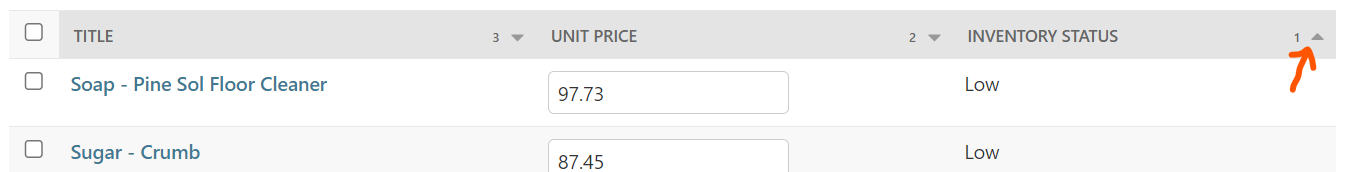 TITLE 3 UNIT PRICE 2 INVENTORY STATUS 1
Soap - Pine Sol Floor Cleaner 97.73 Low
Sugar - Crumb 87.45 Low